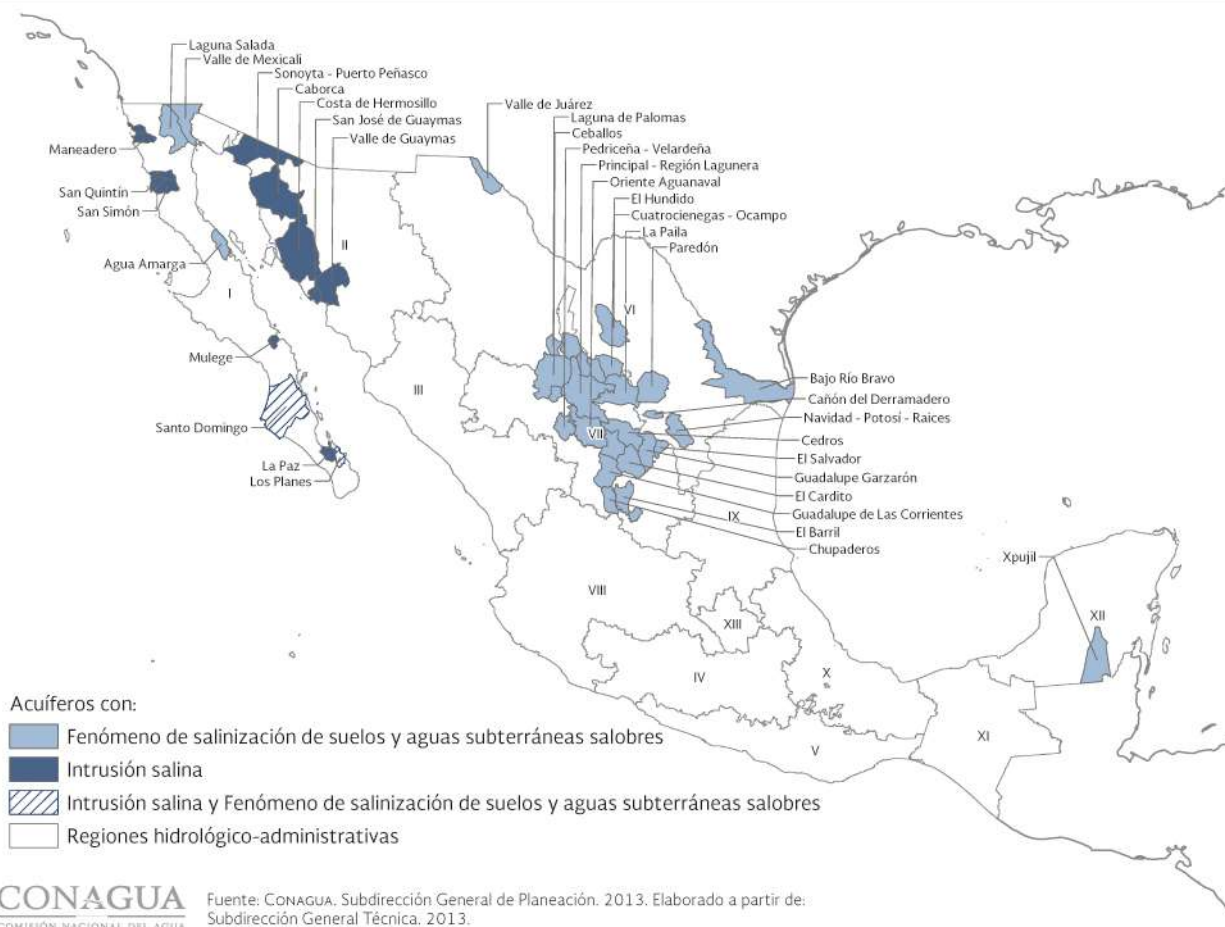 Laguna Salada
Valle de Mexicali
Sonoyta - Puerto Peñasco
Caborca
Costa de Hermosillo
San José de Guaymas
Valle de Guaymas
Valle de Juárez
Laguna de Palomas
Ceballos
Pedriceña - Velardeña
Principal - Región Lagunera
Oriente Aguanaval
El Hundido
Cuatrocienegas - Ocampo
La Paila
Paredón
Maneadero
San Quintín
San Simón
Agua Amarga
Mulege
Santo Domingo
La Paz
Los Planes
I
II
III
VI
VII
VIII
IX
XIII
IV
X
V
XI
XII
Bajo Río Bravo
Cañón del Derramadero
Navidad - Potosí - Raices
Cedros
El Salvador
Guadalupe Garzarón
El Cardito
Guadalupe de Las Corrientes
El Barril
Chupaderos
Xpujil
Acuíferos con:
Fenómeno de salinización de suelos y aguas subterráneas salobres
Intrusión salina
Intrusión salina y Fenómeno de salinización de suelos y aguas subterráneas salobres
Regiones hidrológico-administrativas
CONAGUA
COMISIÓN NACIONAL DEL AGUA
Fuente: CONAGUA. Subdirección General de Planeación. 2013. Elaborado a partir de:
Subdirección General Técnica. 2013.